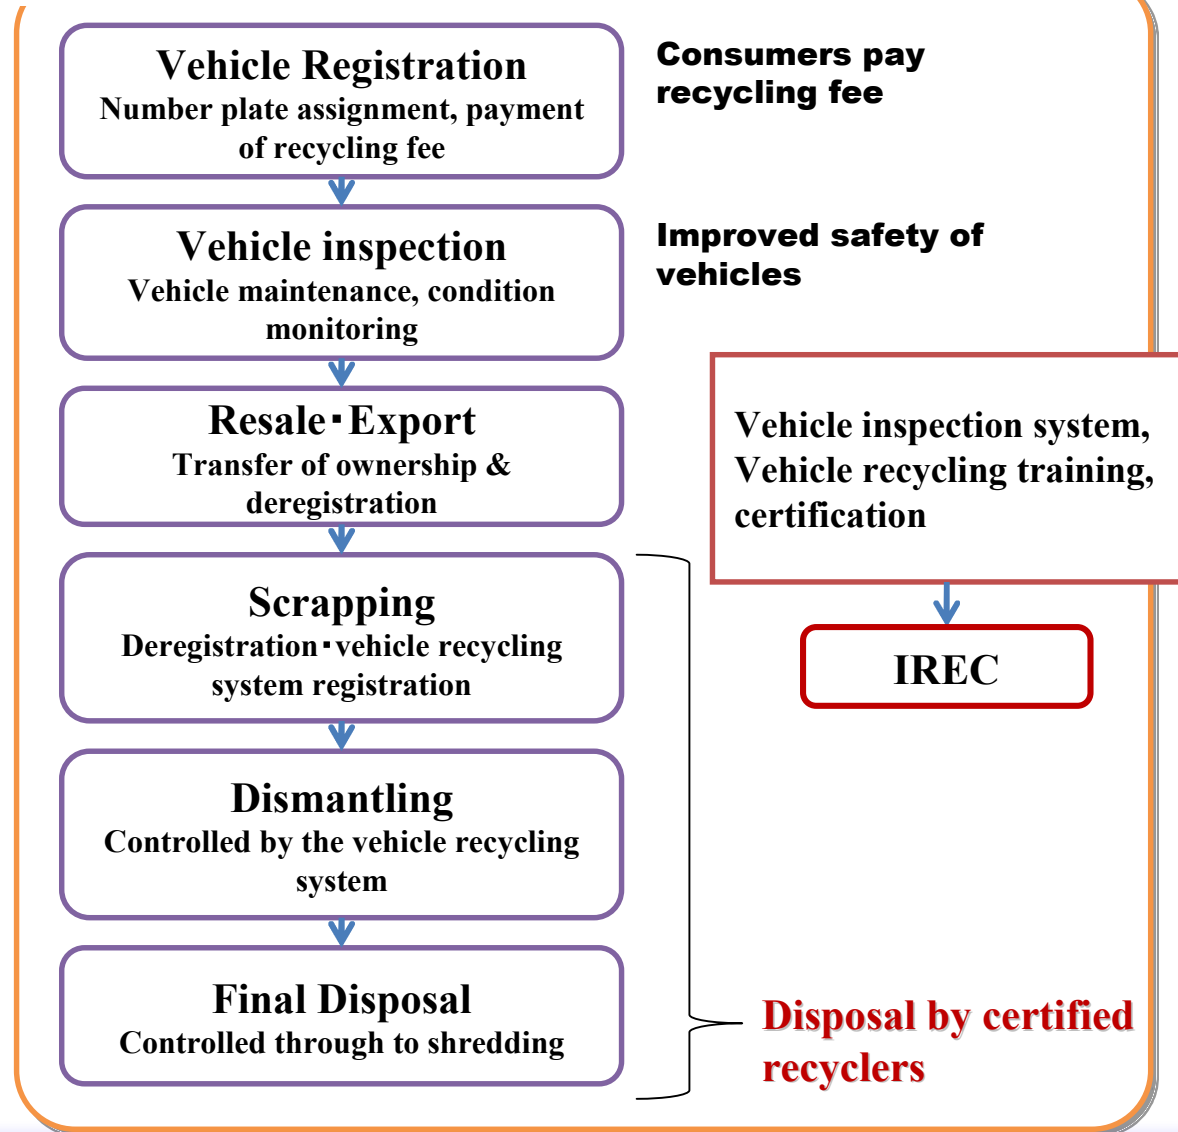 Vehicle Registration
Number plate assignment, payment
of recycling fee
Consumers pay
recycling fee
Vehicle inspection
Vehicle maintenance, condition
monitoring
Improved safety of
vehicles
Resale･Export
Transfer of ownership &
deregistration
Vehicle inspection system,
Vehicle recycling training,
certification
Scrapping
Deregistration･vehicle recycling
system registration
IREC
Dismantling
Controlled by the vehicle recycling
system
Final Disposal
Controlled through to shredding
Disposal by certified
recyclers